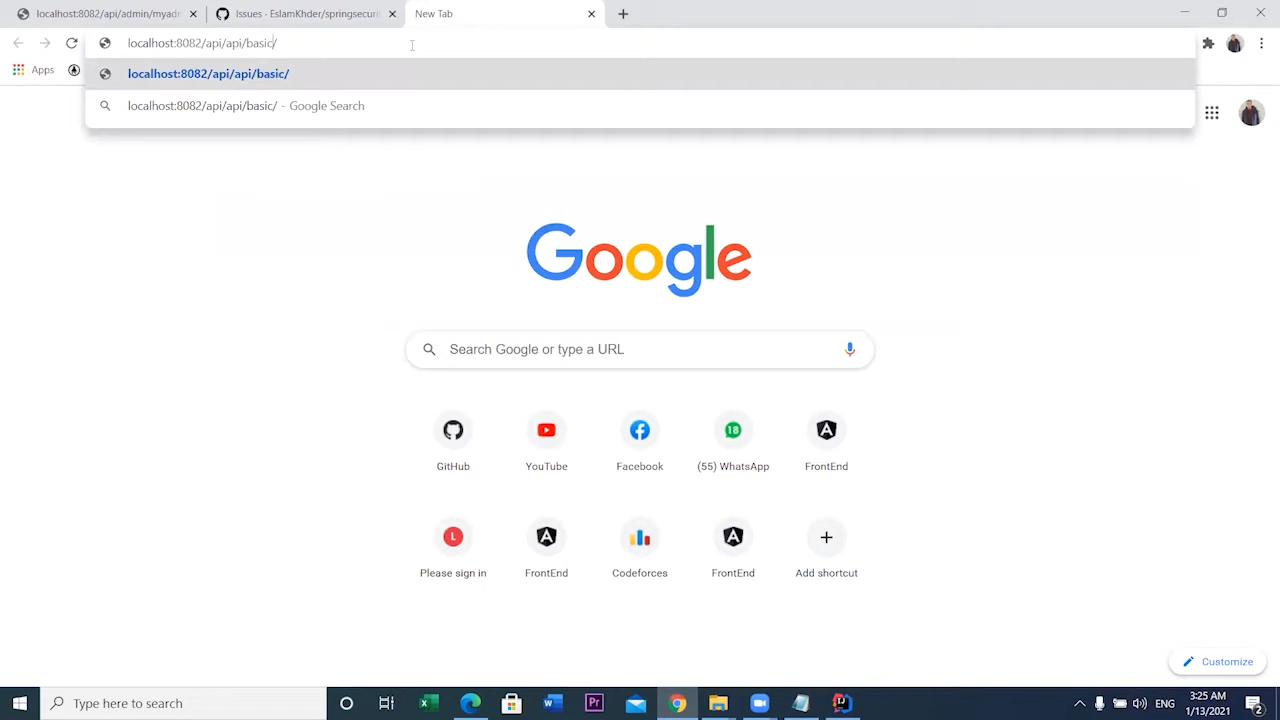 localhost:8082/api/admin/myadr
Issues - EslamKhder/springsecuri
New Tab
localhost:8082/api/api/basic/
Apps
localhost:8082/api/api/basic/
localhost:8082/api/api/basic/ - Google Search
Google
Search Google or type a URL
18
GitHub
YouTube
Facebook
(55) WhatsApp
FrontEnd
L
Please sign in
FrontEnd
Codeforces
FrontEnd
Add shortcut
Customize
Type here to search
ENG
3:25 AM
1/13/2021
2